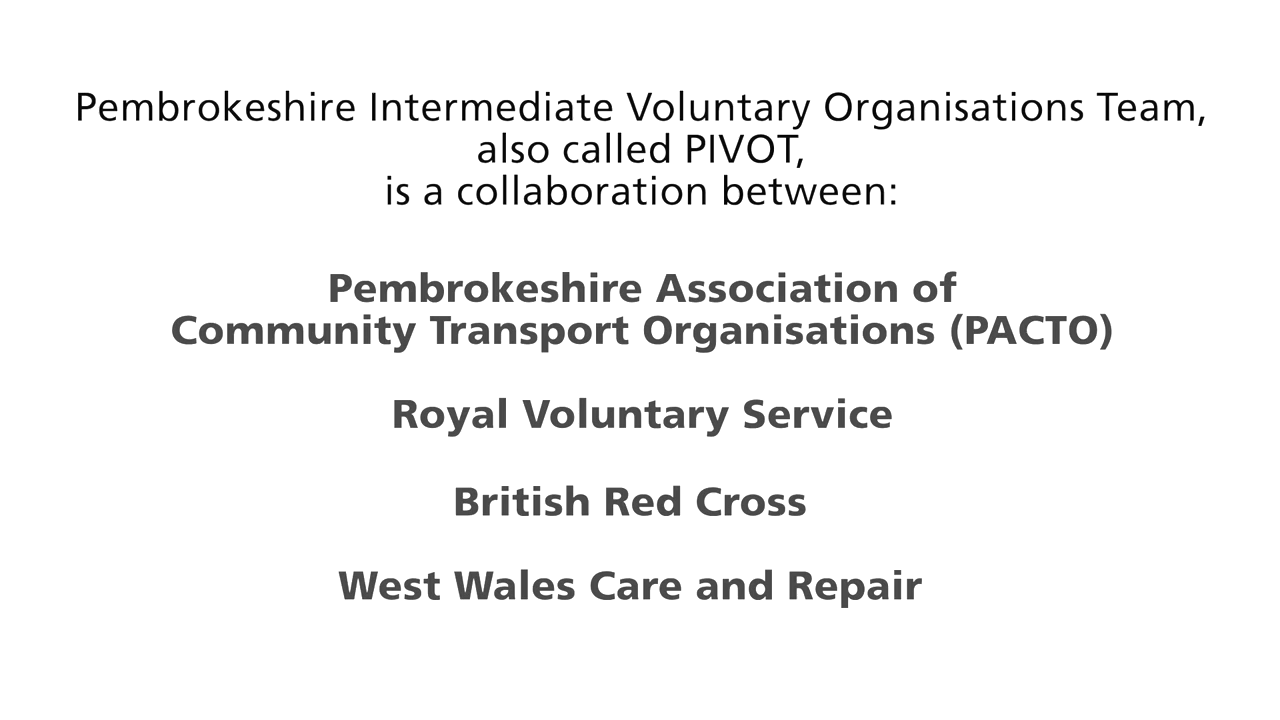 Pembrokeshire Intermediate Voluntary Organisations Team,
also called PIVOT,
is a collaboration between:
Pembrokeshire Association of
Community Transport Organisations (PACTO)
Royal Voluntary Service
British Red Cross
West Wales Care and Repair